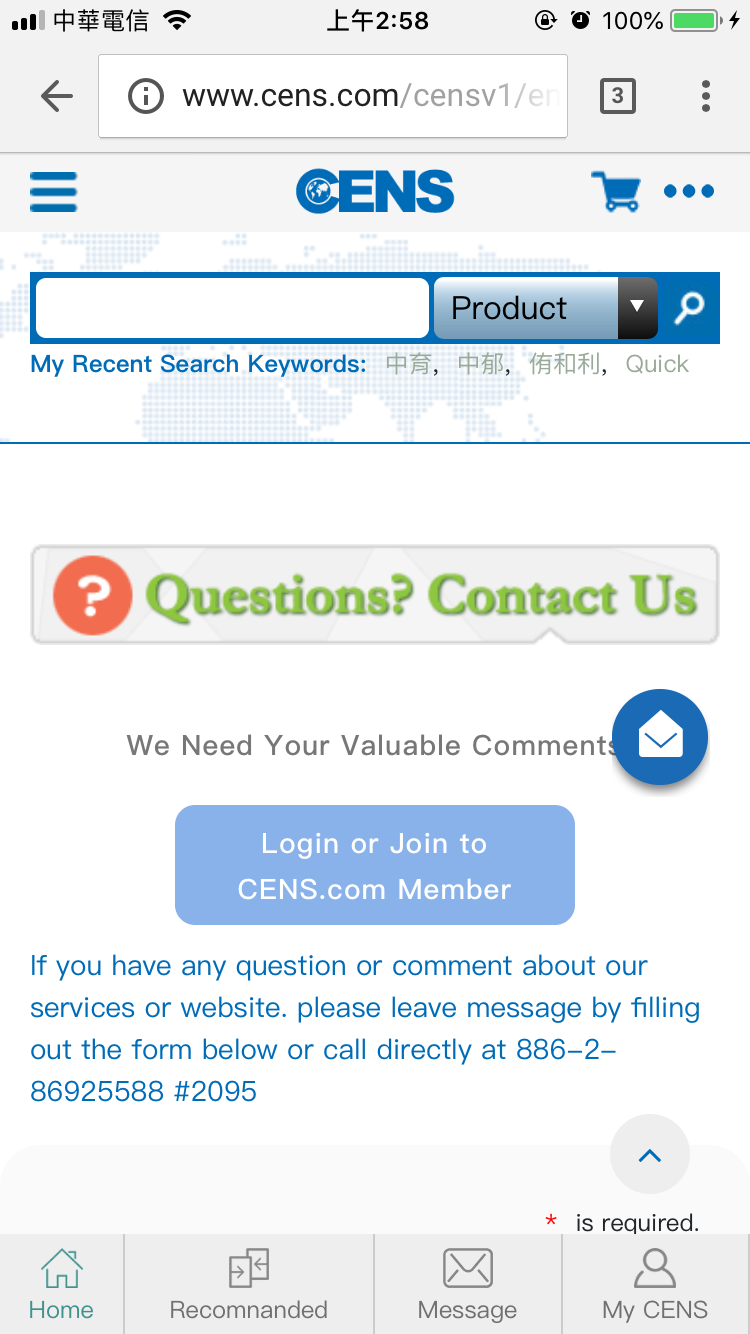 中華電信 上午2:58 100%
www.cens.com/censv1/en 3
CENS
Product
My Recent Search Keywords: 中育, 中郁, 侑和利, Quick
? Questions? Contact Us
We Need Your Valuable Comments
Login or Join to
CENS.com Member
If you have any question or comment about our
services or website. please leave message by filling
out the form below or call directly at 886-2-
86925588 #2095
* is required.
Home Recomnanded Message My CENS